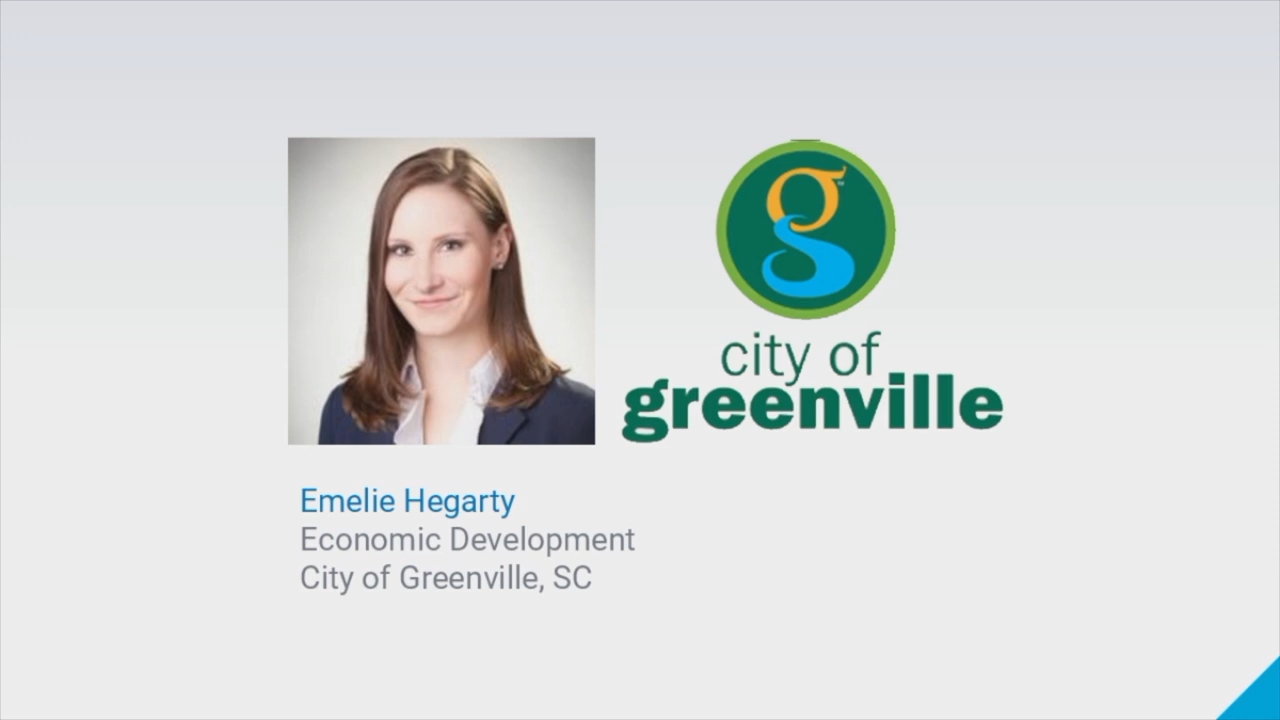 g
city of
greenville
Emelie Hegarty
Economic Development
City of Greenville, SC